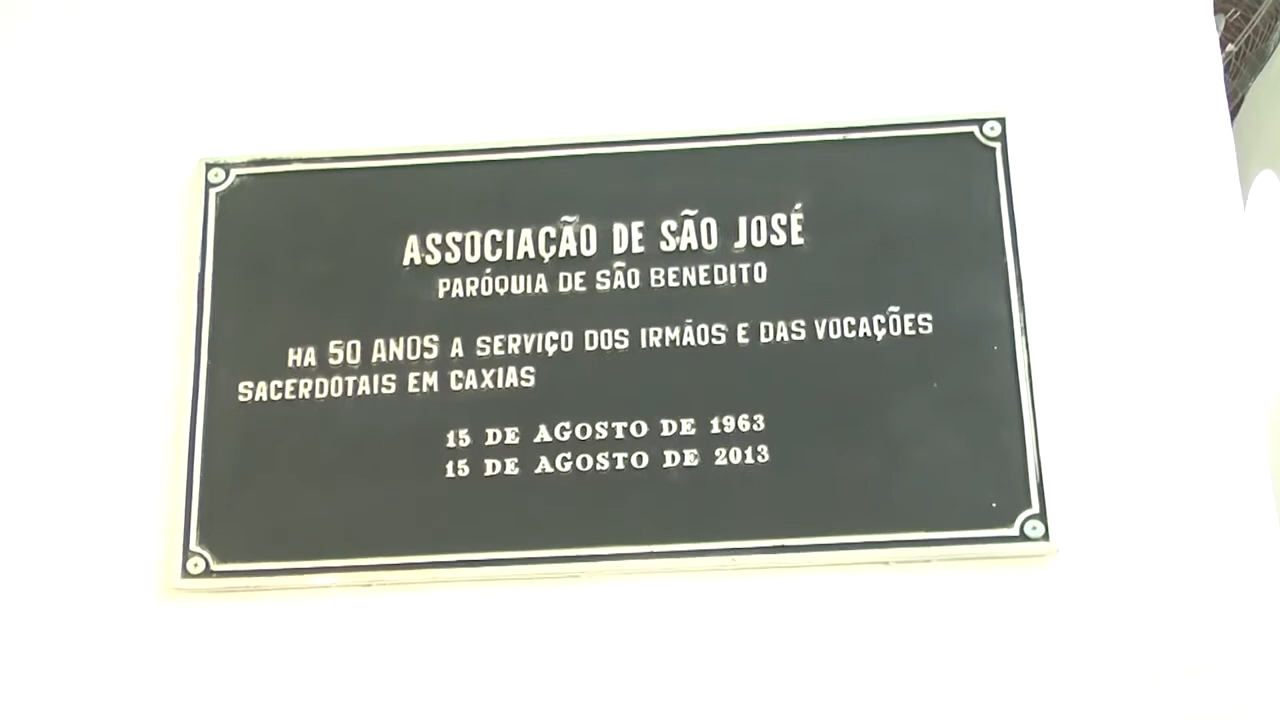 ASSOCIAÇÃO DE SÃO JOSÉ
PARÓQUIA DE SÃO BENEDITO
HA 50 ANOS A SERVIÇO DOS IRMÃOS E DAS VOCAÇÕES
SACERDOTAIS EM CAXIAS
15 DE AGOSTO DE 1963
15 DE AGOSTO DE 2013